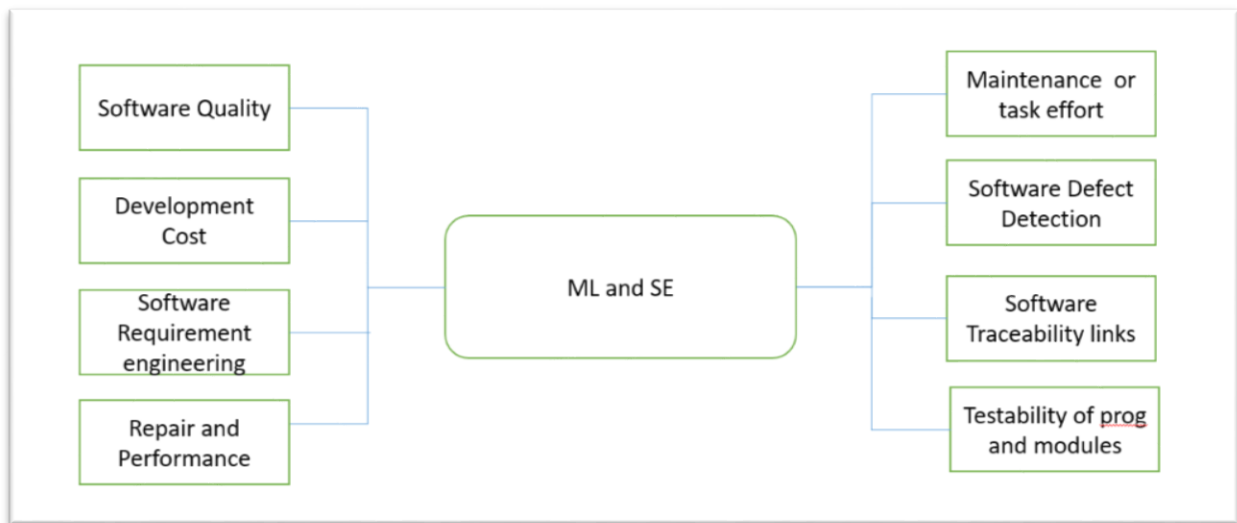 Software Quality
Development
Cost
Software
Requirement
engineering
Repair and
Performance
ML and SE
Maintenance or
task effort
Software Defect
Detection
Software
Traceability links
Testability of prog
and modules